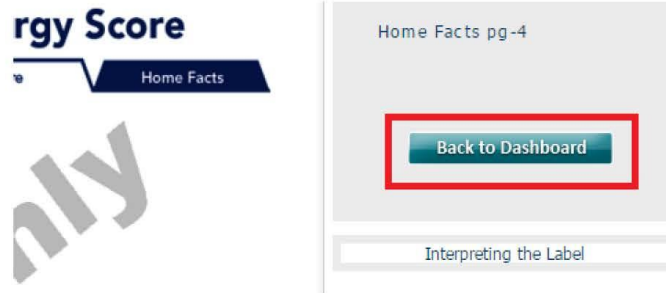 rgy Score
Home Facts
nly
Home Facts pg-4
Back to Dashboard
Interpreting the Label